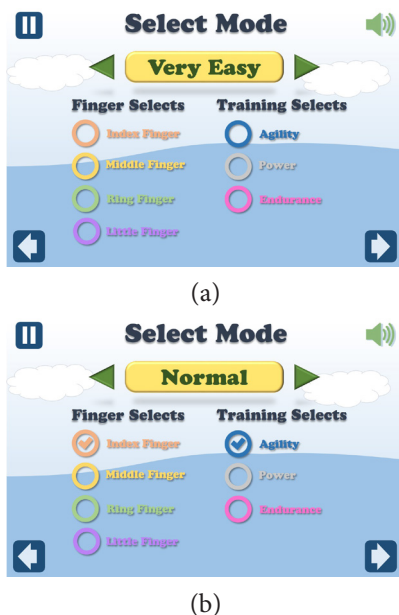 Select Mode
Very Easy
Finger Selects Training Selects
Index Finger Agility
Middle Finger Power
Ring Finger Endurance
Little Finger
(a)
Select Mode
Normal
Finger Selects Training Selects
Index Finger Agility
Middle Finger Power
Ring Finger Endurance
Little Finger
(b)